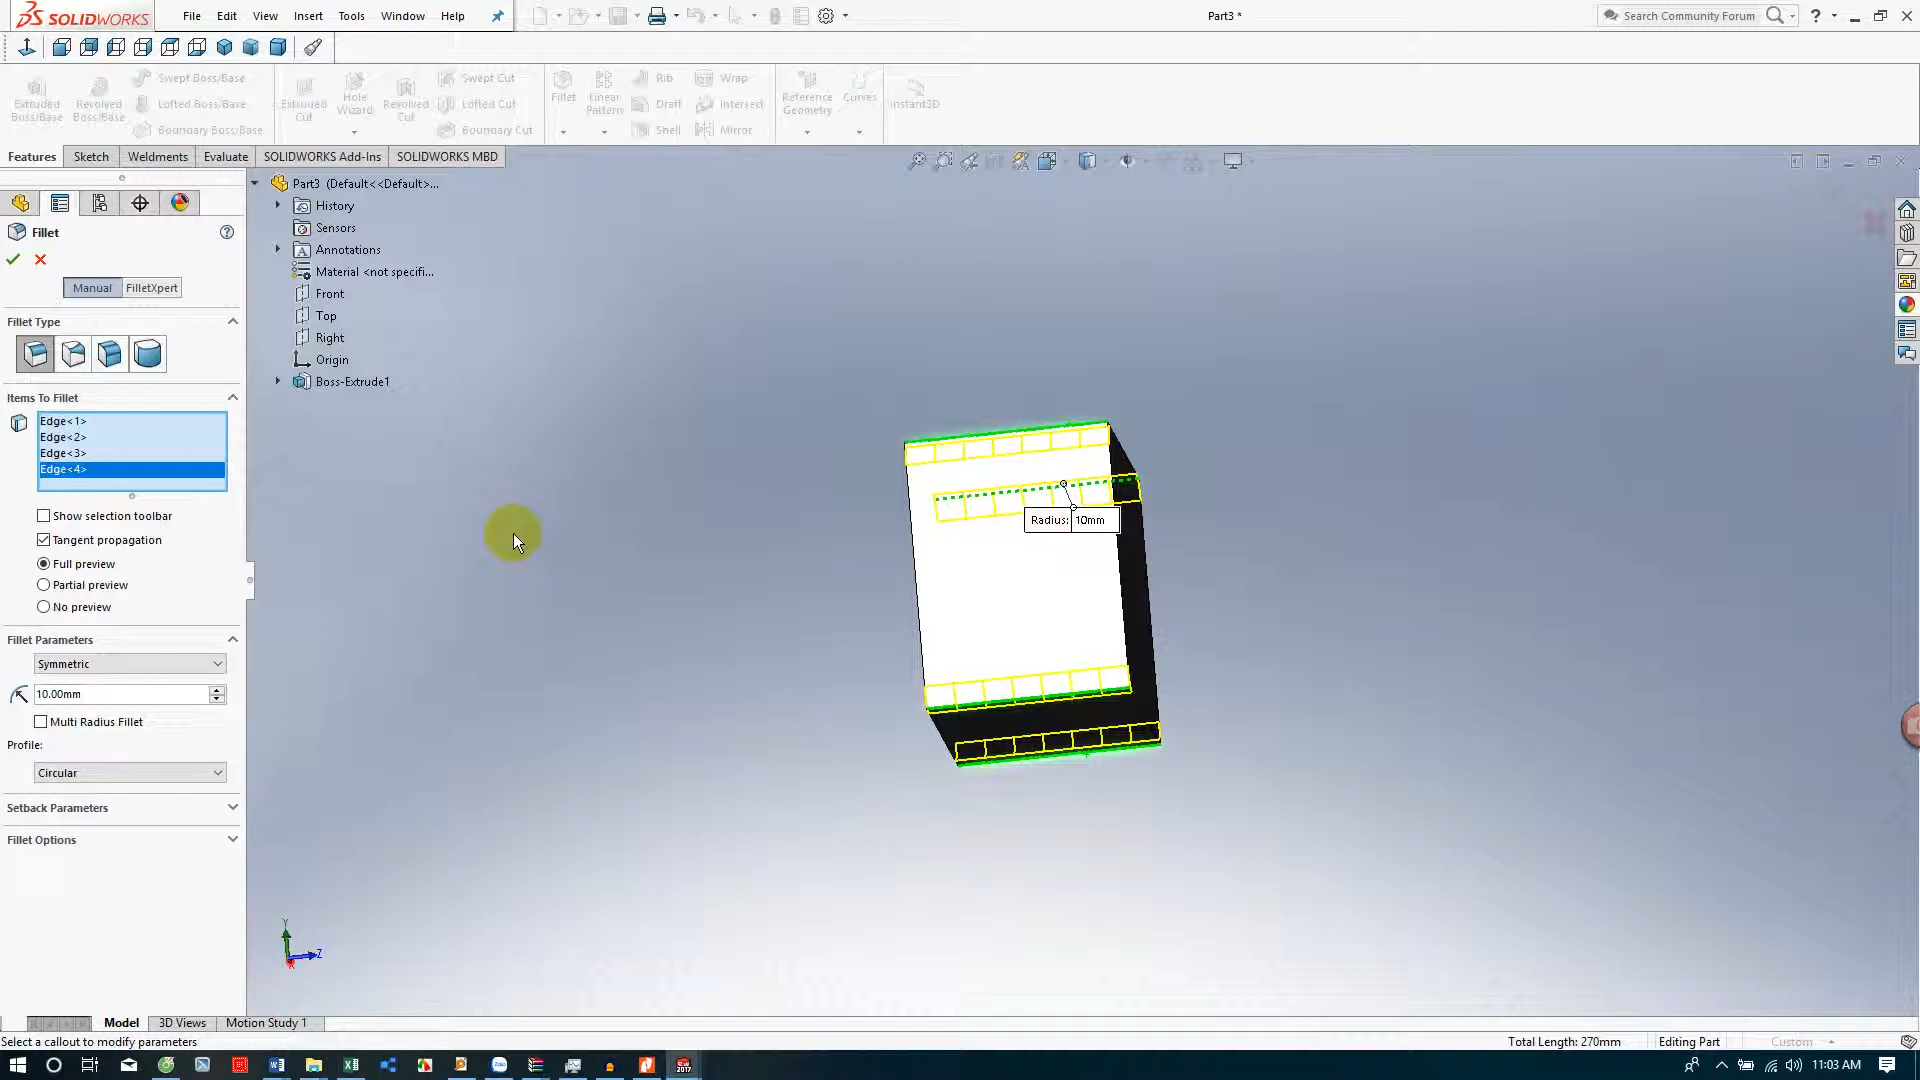 SOLIDWORKS
File Edit View Insert Tools Window Help
Part3 *
Search Community Forum
Extruded Boss/Base
Revolved Boss/Base
Swept Boss/Base
Lofted Boss/Base
Boundary Boss/Base
Extruded Cut
Hole Wizard
Revolved Cut
Swept Cut
Lofted Cut
Boundary Cut
Fillet
Linear Pattern
Rib
Draft
Shell
Wrap
Intersect
Mirror
Reference Geometry
Curves
Instant3D
Features Sketch Weldments Evaluate SOLIDWORKS Add-Ins SOLIDWORKS MBD
Part3 (Default<<Default>...
History
Sensors
Annotations
Material <not specifi...
Front
Top
Right
Origin
Boss-Extrude1
Fillet
Manual FilletXpert
Fillet Type
Items To Fillet
Edge<1>
Edge<2>
Edge<3>
Edge<4>
Show selection toolbar
Tangent propagation
Full preview
Partial preview
No preview
Fillet Parameters
Symmetric
10.00mm
Multi Radius Fillet
Profile:
Circular
Setback Parameters
Fillet Options
Radius: 10mm
Y
Z
Model 3D Views Motion Study 1
Select a callout to modify parameters
Total Length: 270mm
Editing Part
Custom
11:03 AM